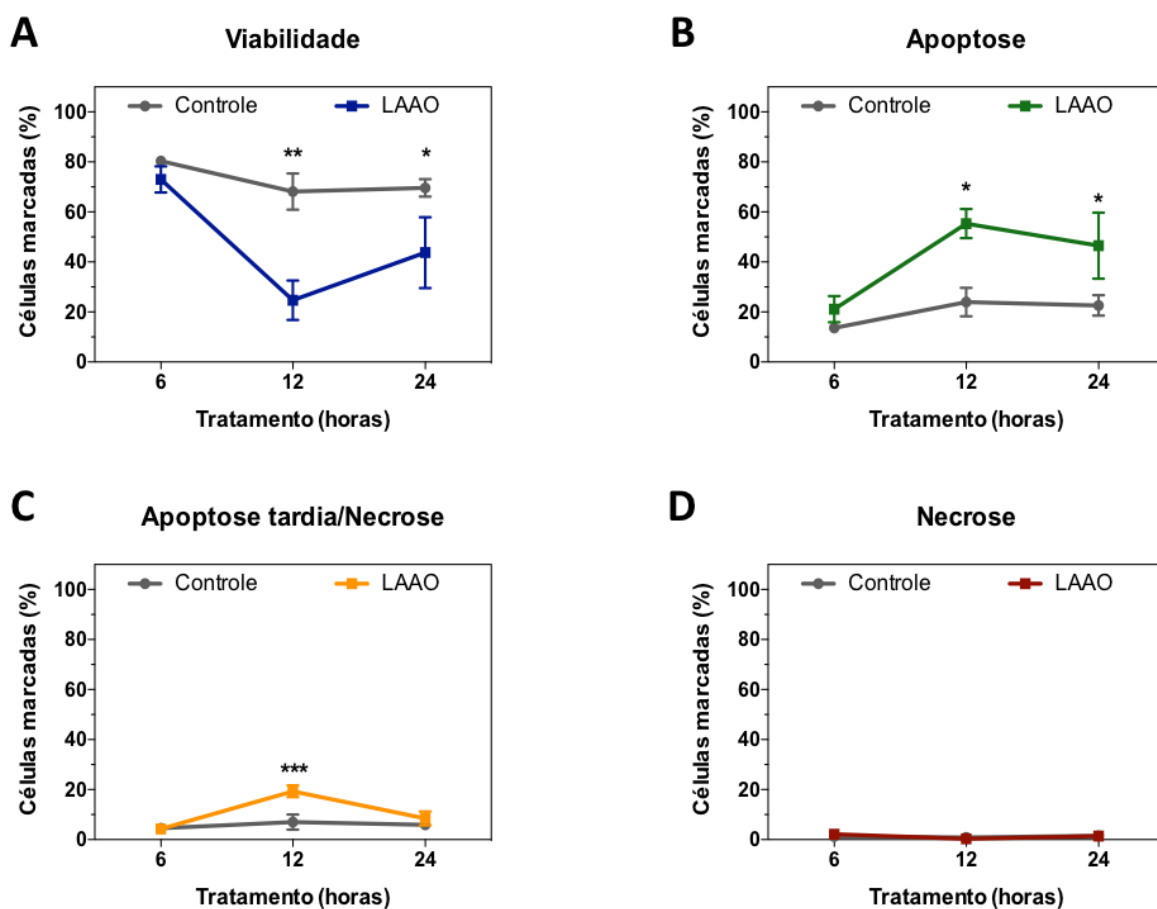 A
Viabilidade
Células marcadas (%)
100
80
60
40
20
0
Controle
LAAO
**
*
6
12
24
Tratamento (horas)
B
Apoptose
Células marcadas (%)
100
80
60
40
20
0
Controle
LAAO
*
*
6
12
24
Tratamento (horas)
C
Apoptose tardia/Necrose
Células marcadas (%)
100
80
60
40
20
0
Controle
LAAO
***
6
12
24
Tratamento (horas)
D
Necrose
Células marcadas (%)
100
80
60
40
20
0
Controle
LAAO
6
12
24
Tratamento (horas)